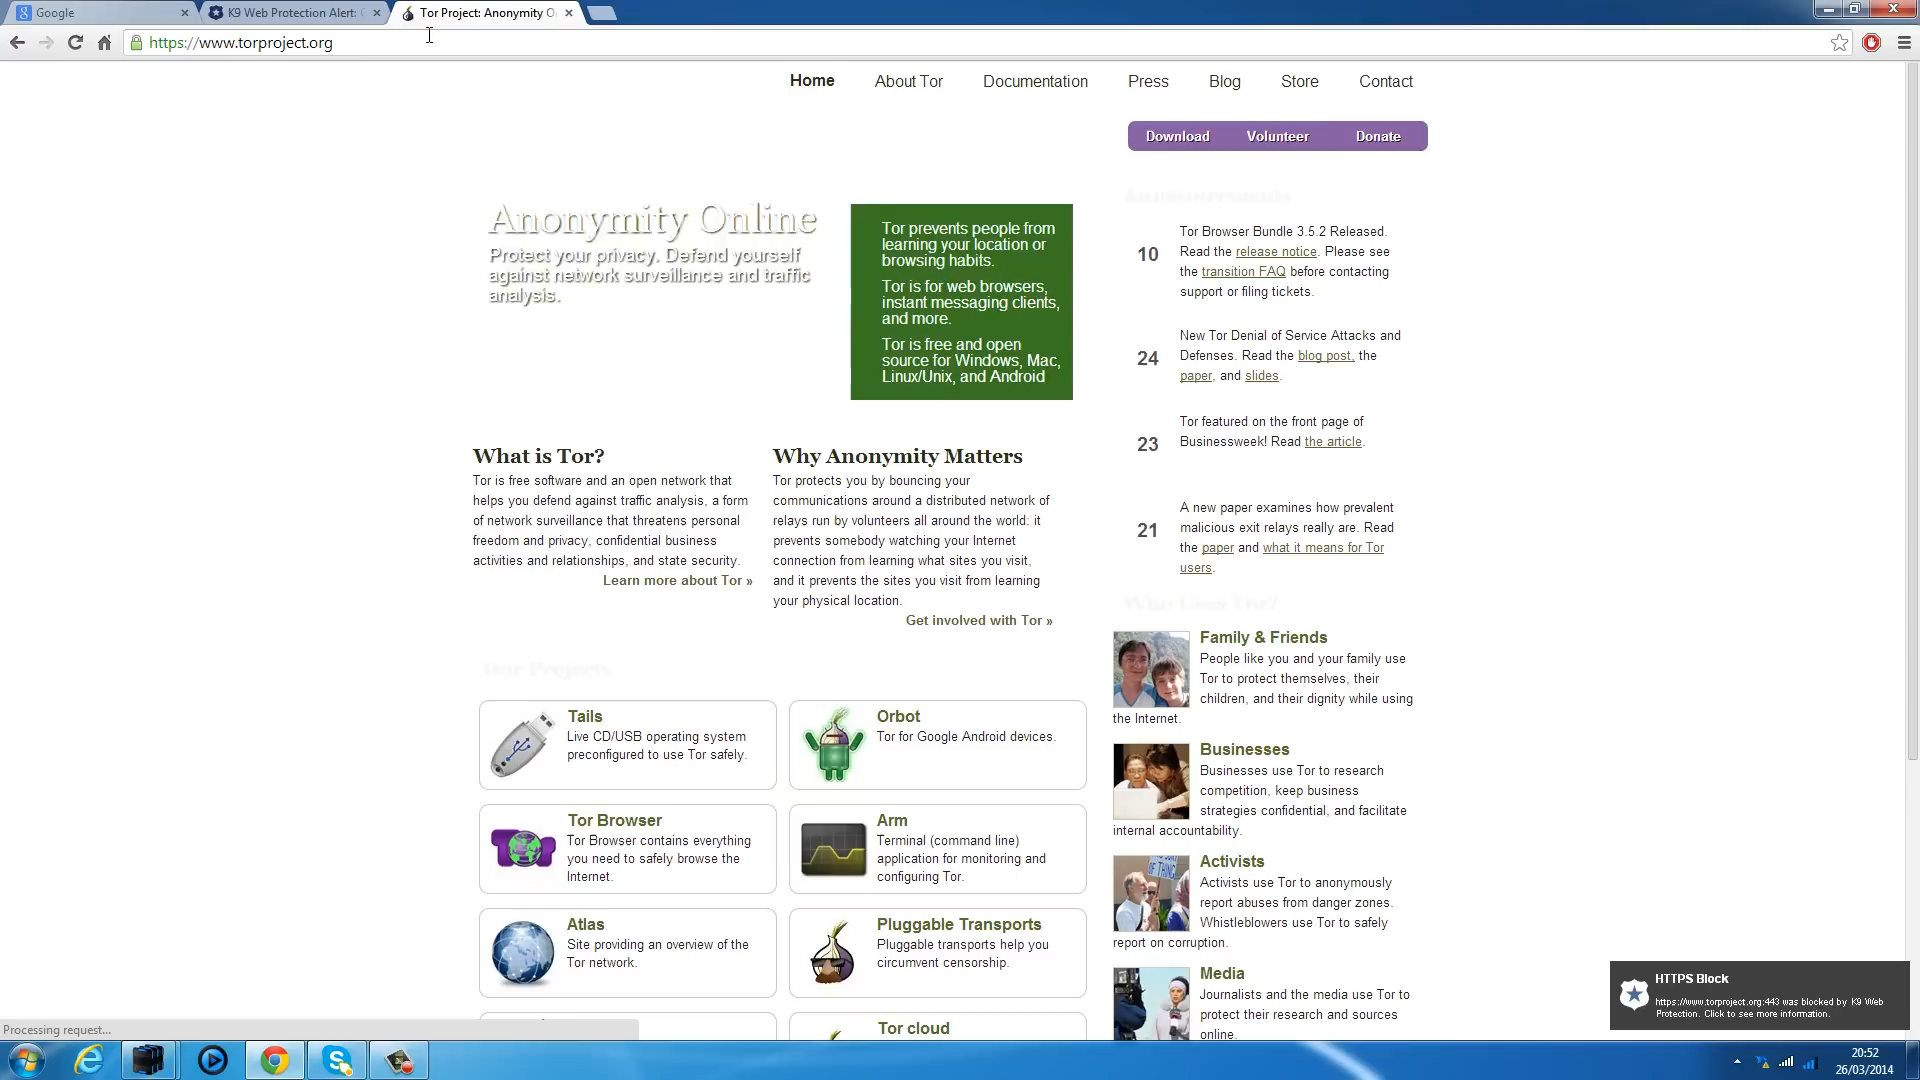 Google
K9 Web Protection Alert:
Tor Project: Anonymity O
https://www.torproject.org
Home About Tor Documentation Press Blog Store Contact
Download Volunteer Donate
Anonymity Online
Protect your privacy. Defend yourself
against network surveillance and traffic
analysis.
Tor prevents people from
learning your location or
browsing habits.
Tor is for web browsers,
instant messaging clients,
and more.
Tor is free and open
source for Windows, Mac,
Linux/Unix, and Android
What is Tor?
Tor is free software and an open network that
helps you defend against traffic analysis, a form
of network surveillance that threatens personal
freedom and privacy, confidential business
activities and relationships, and state security.
Learn more about Tor »
Why Anonymity Matters
Tor protects you by bouncing your
communications around a distributed network of
relays run by volunteers all around the world: it
prevents somebody watching your Internet
connection from learning what sites you visit,
and it prevents the sites you visit from learning
your physical location.
Get involved with Tor »
Our Projects
Tails
Live CD/USB operating system
preconfigured to use Tor safely.
Orbot
Tor for Google Android devices.
Tor Browser
Tor Browser contains everything
you need to safely browse the
Internet.
Arm
Terminal (command line)
application for monitoring and
configuring Tor.
Atlas
Site providing an overview of the
Tor network.
Pluggable Transports
Pluggable transports help you
circumvent censorship.
Tor cloud
Announcements
10
Tor Browser Bundle 3.5.2 Released.
Read the release notice. Please see
the transition FAQ before contacting
support or filing tickets.
24
New Tor Denial of Service Attacks and
Defenses. Read the blog post, the
paper, and slides.
23
Tor featured on the front page of
Businessweek! Read the article.
21
A new paper examines how prevalent
malicious exit relays really are. Read
the paper and what it means for Tor
users.
Who Uses Tor?
Family & Friends
People like you and your family use
Tor to protect themselves, their
children, and their dignity while using
the Internet.
Businesses
Businesses use Tor to research
competition, keep business
strategies confidential, and facilitate
internal accountability.
Activists
Activists use Tor to anonymously
report abuses from danger zones.
Whistleblowers use Tor to safely
report on corruption.
Media
Journalists and the media use Tor to
protect their research and sources
online.
HTTPS Block
https://www.torproject.org:443 was blocked by K9 Web
Protection. Click to see more information.
Processing request...
20:52
26/03/2014